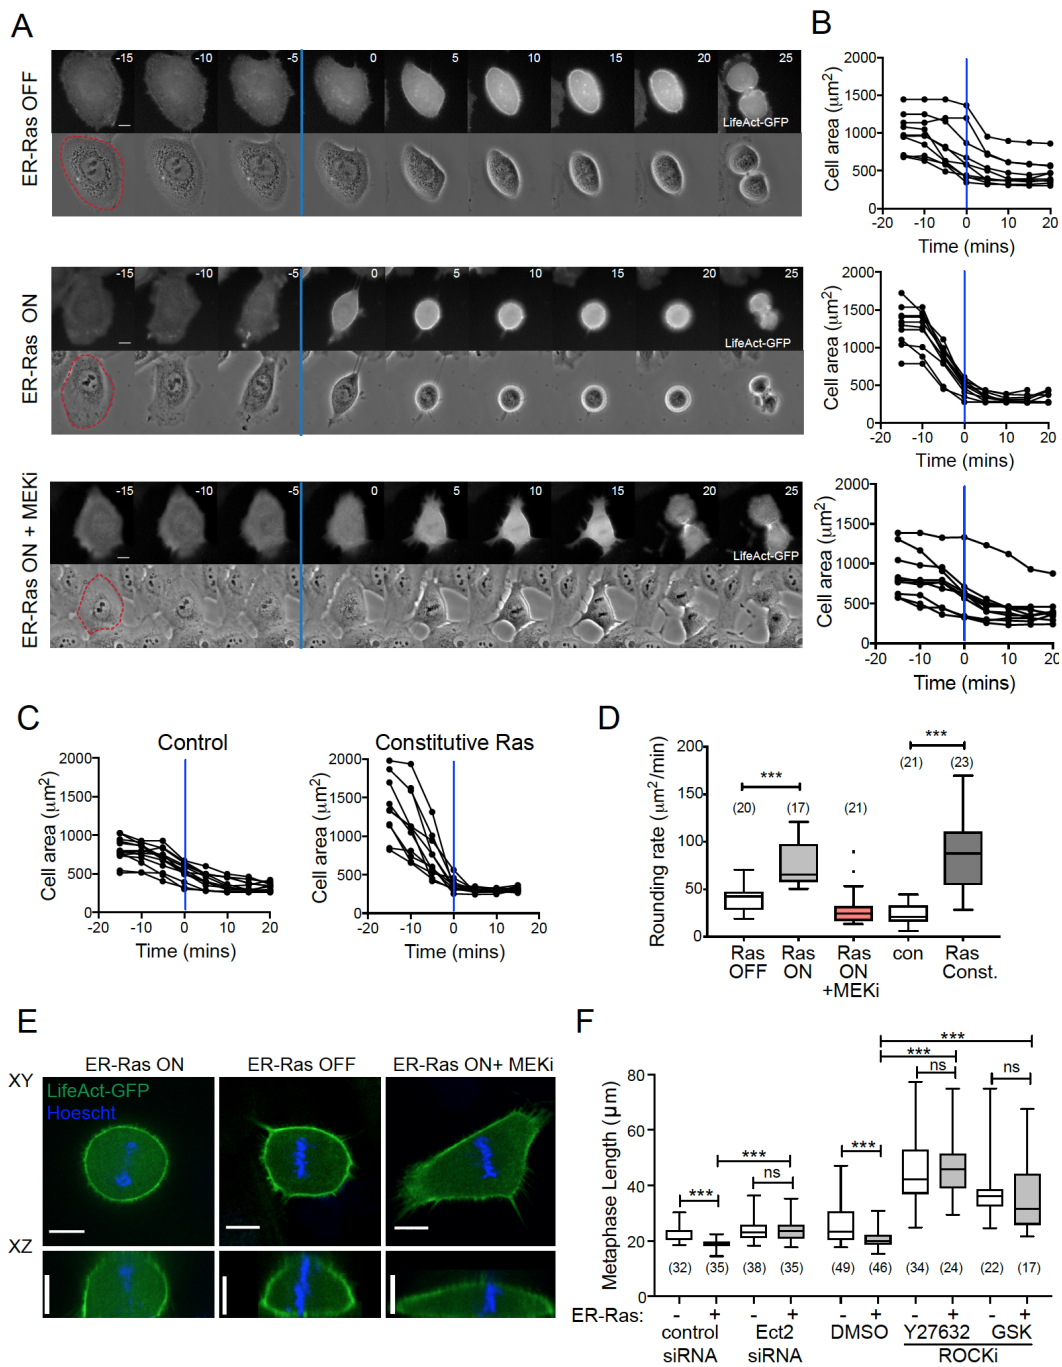 A
ER-Ras OFF
-15 -10 -5 0 5 10 15 20 25
LifeAct-GFP
ER-Ras ON
-15 -10 -5 0 5 10 15 20 25
LifeAct-GFP
ER-Ras ON + MEKi
-15 -10 -5 0 5 10 15 20 25
LifeAct-GFP
B
Cell area (μm²)
2000
1500
1000
500
0
-20 -10 0 10 20
Time (mins)
Cell area (μm²)
2000
1500
1000
500
0
-20 -10 0 10 20
Time (mins)
Cell area (μm²)
2000
1500
1000
500
0
-20 -10 0 10 20
Time (mins)
C
Control
Cell area (μm²)
2000
1500
1000
500
0
-20 -10 0 10 20
Time (mins)
Constitutive Ras
Cell area (μm²)
2000
1500
1000
500
0
-20 -10 0 10 20
Time (mins)
D
Rounding rate (μm²/min)
200
150
100
50
0
*** ***
(20) (17) (21) (21) (23)
Ras OFF
Ras ON
Ras ON +MEKi
con
Ras Const.
E
ER-Ras ON ER-Ras OFF ER-Ras ON+ MEKi
XY
LifeAct-GFP
Hoescht
XZ
F
Metaphase Length (μm)
80
60
40
20
0
***
***
ns ns
***
ns
***
***
(32) (35) (38) (35) (49) (46) (34) (24) (22) (17)
ER-Ras: - + - + - + - + - +
control siRNA
Ect2 siRNA
DMSO
Y27632
GSK
ROCKi